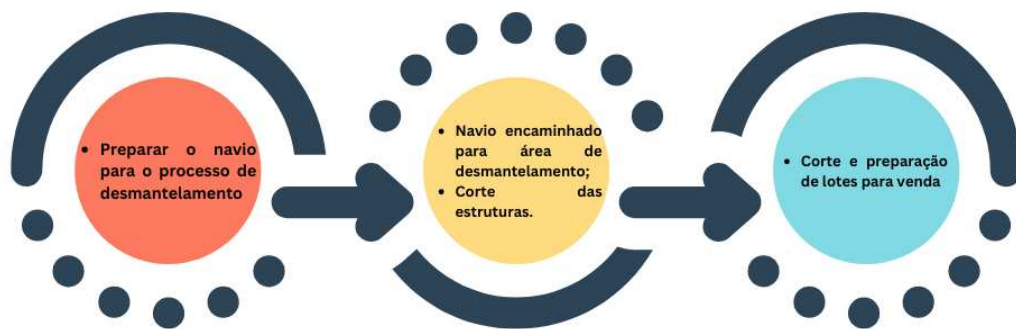 • Preparar o navio
para o processo de
desmantelamento
• Navio encaminhado
para área de
desmantelamento;
• Corte das
estruturas.
• Corte e preparação
de lotes para venda